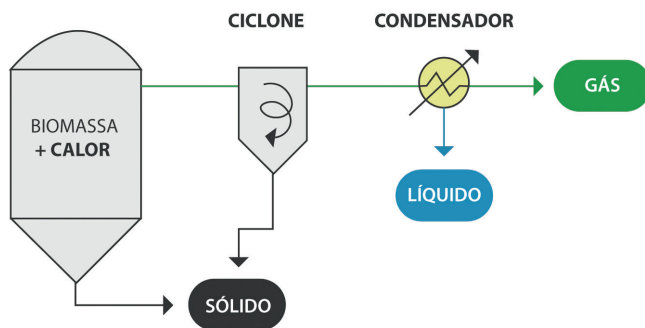 CICLONE
CONDENSADOR
BIOMASSA
+ CALOR
GÁS
LÍQUIDO
SÓLIDO